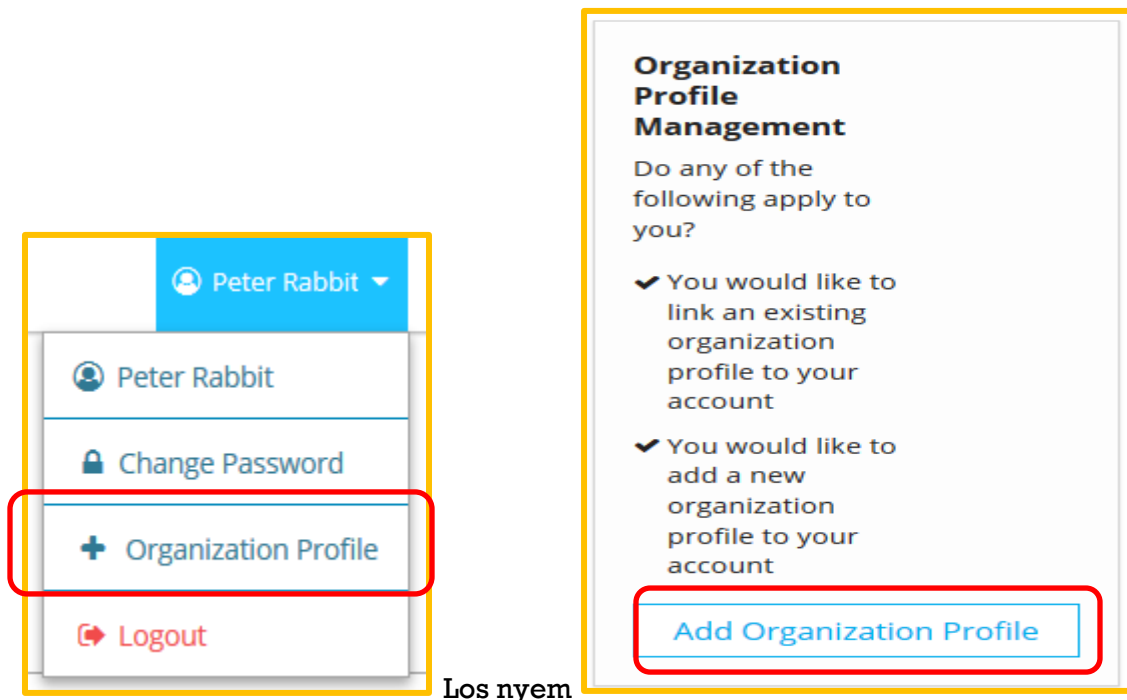 Peter Rabbit
Peter Rabbit
Change Password
Organization Profile
Logout
Los nyem
Organization
Profile
Management
Do any of the
following apply to
you?
You would like to
link an existing
organization
profile to your
account
You would like to
add a new
organization
profile to your
account
Add Organization Profile